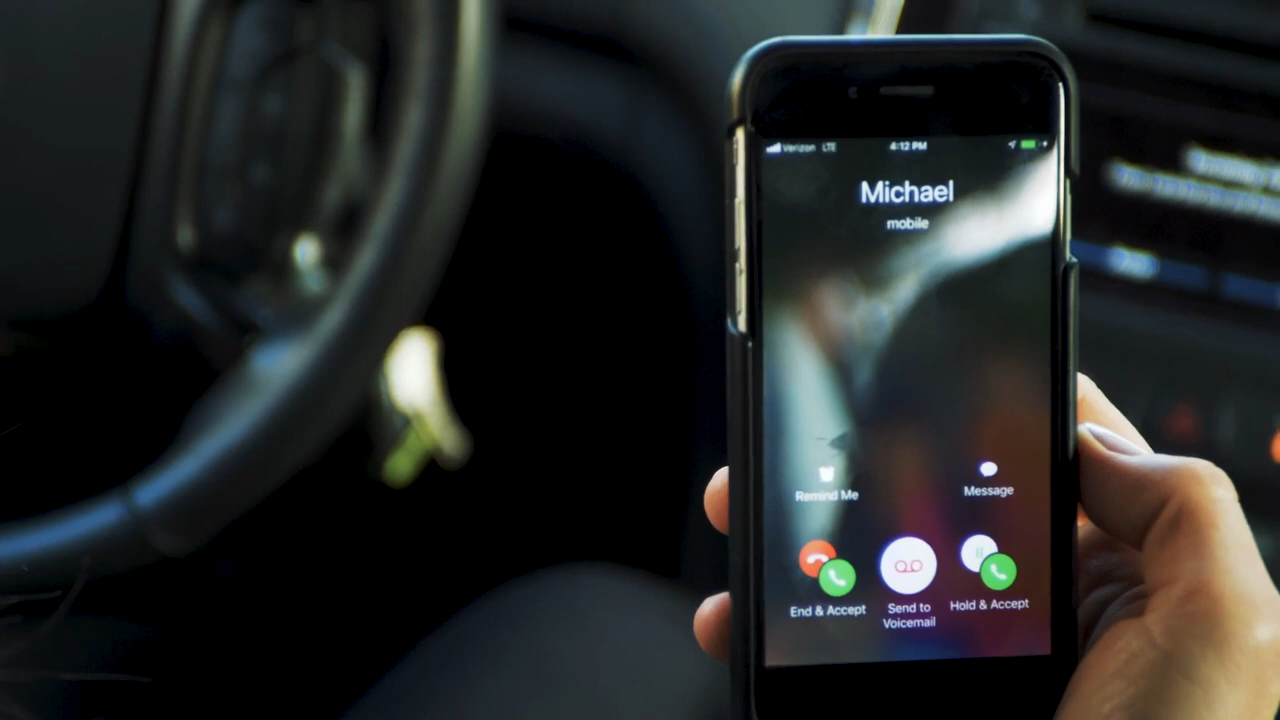 Verizon LTE 4:12 PM
Michael
mobile
Remind Me
Message
End & Accept
Send to
Voicemail
Hold & Accept